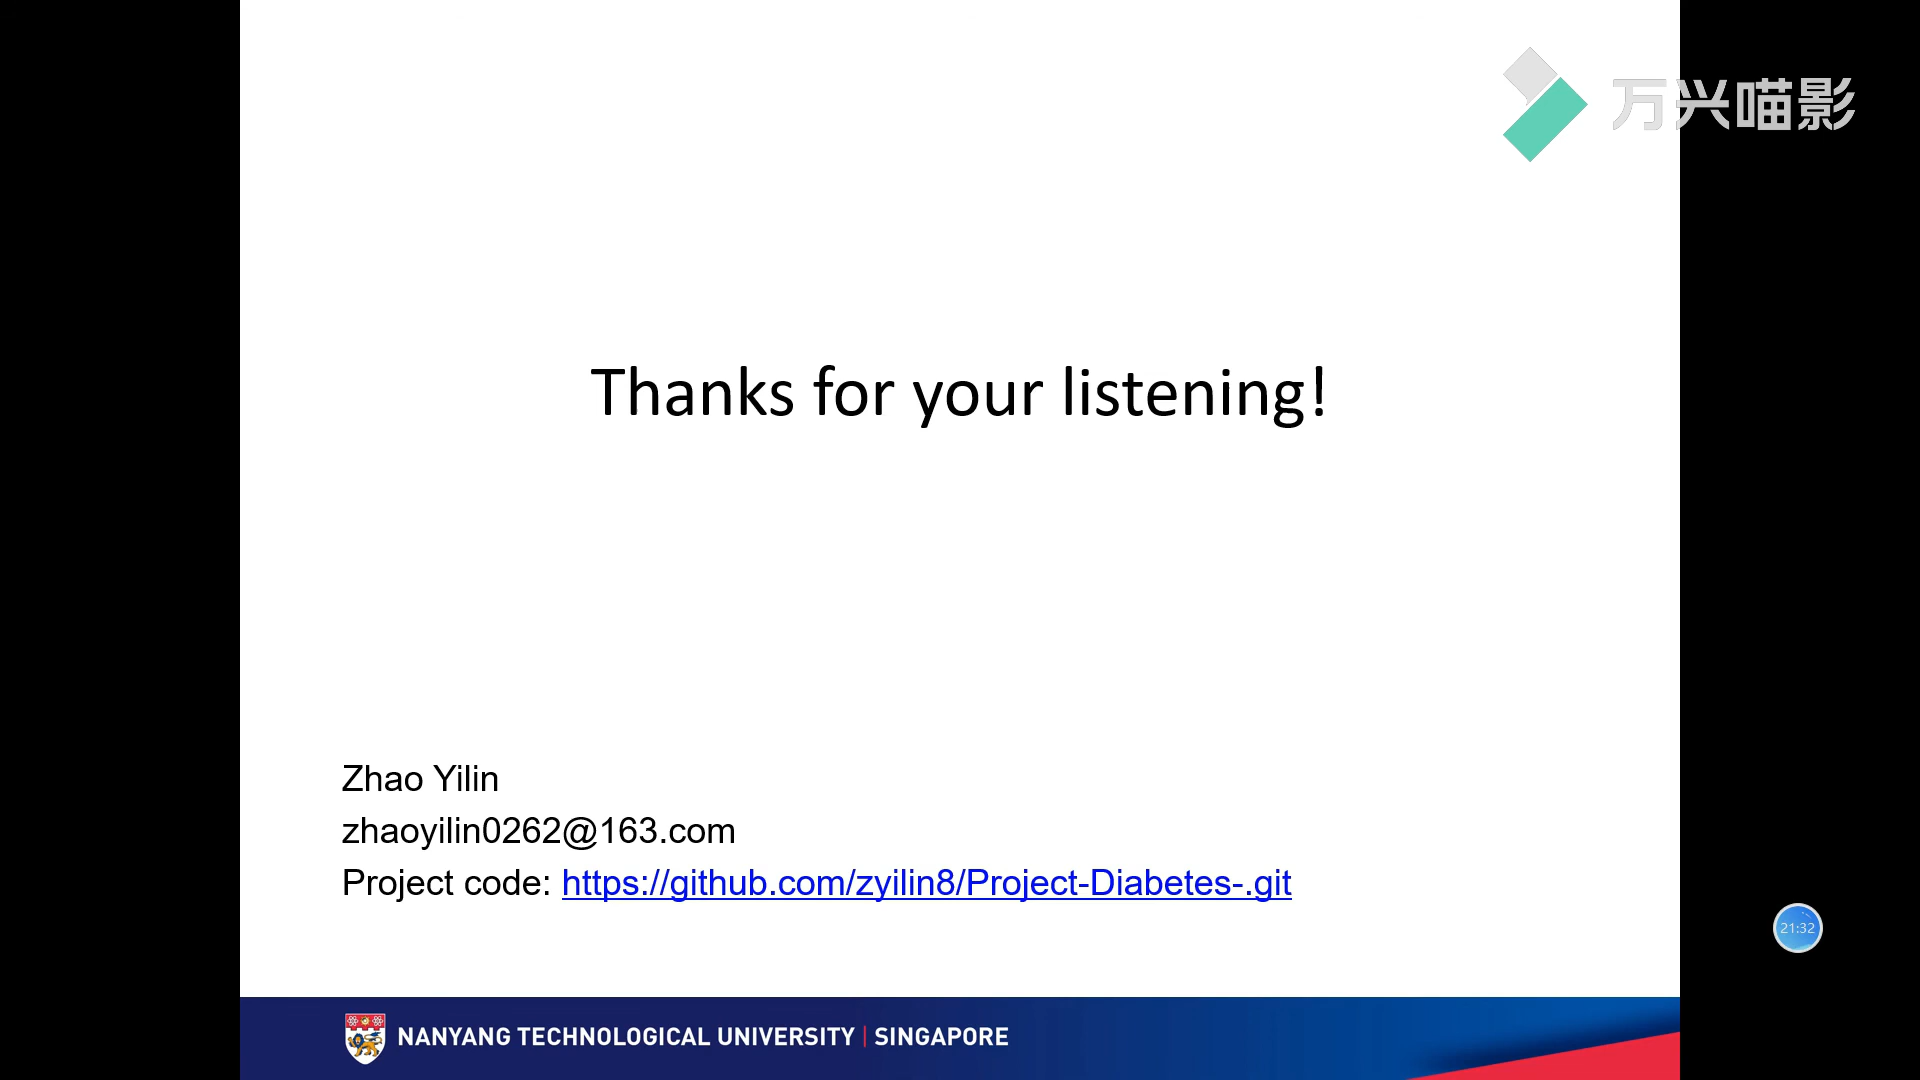 万兴喵影
Thanks for your listening!
Zhao Yilin
zhaoyilin0262@163.com
Project code: https://github.com/zyilin8/Project-Diabetes-.git
21:32
NANYANG TECHNOLOGICAL UNIVERSITY | SINGAPORE